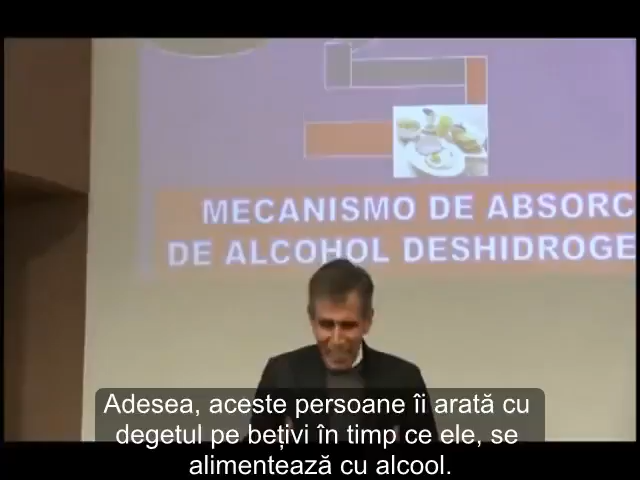 MECANISMO DE ABSORC
DE ALCOHOL DESHIDROGE
Adesea, aceste persoane îi arată cu
degetul pe bețivi în timp ce ele, se
alimentează cu alcool.